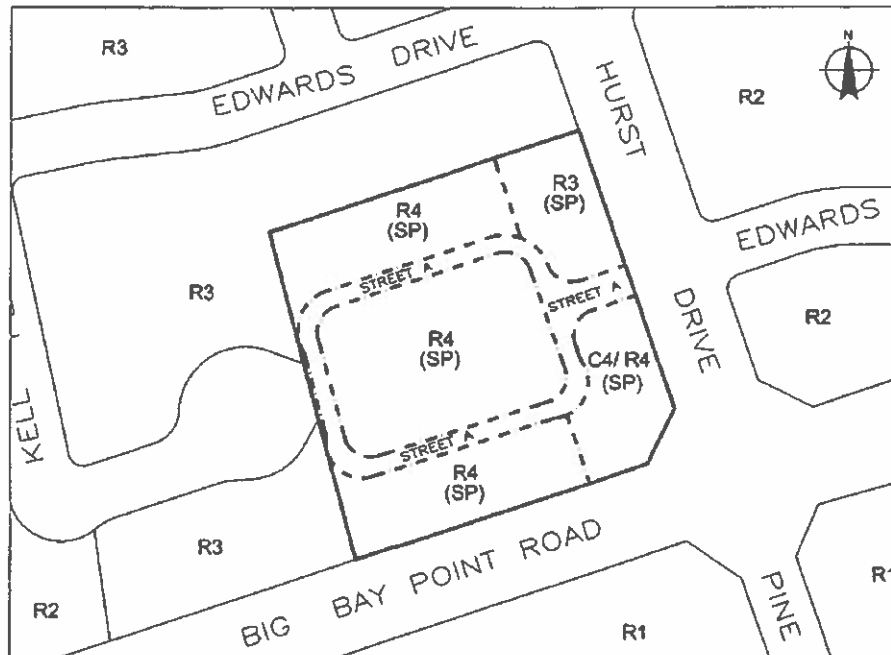 R3
EDWARDS DRIVE
HURST DRIVE
N
R2
R4
(SP)
R3
(SP)
EDWARDS
STREET A
STREET A
R3
R2
R4
(SP)
C4/ R4
(SP)
KELL
STREET A
R4
(SP)
R3
R2
BIG BAY POINT ROAD
PINE
R1
R1